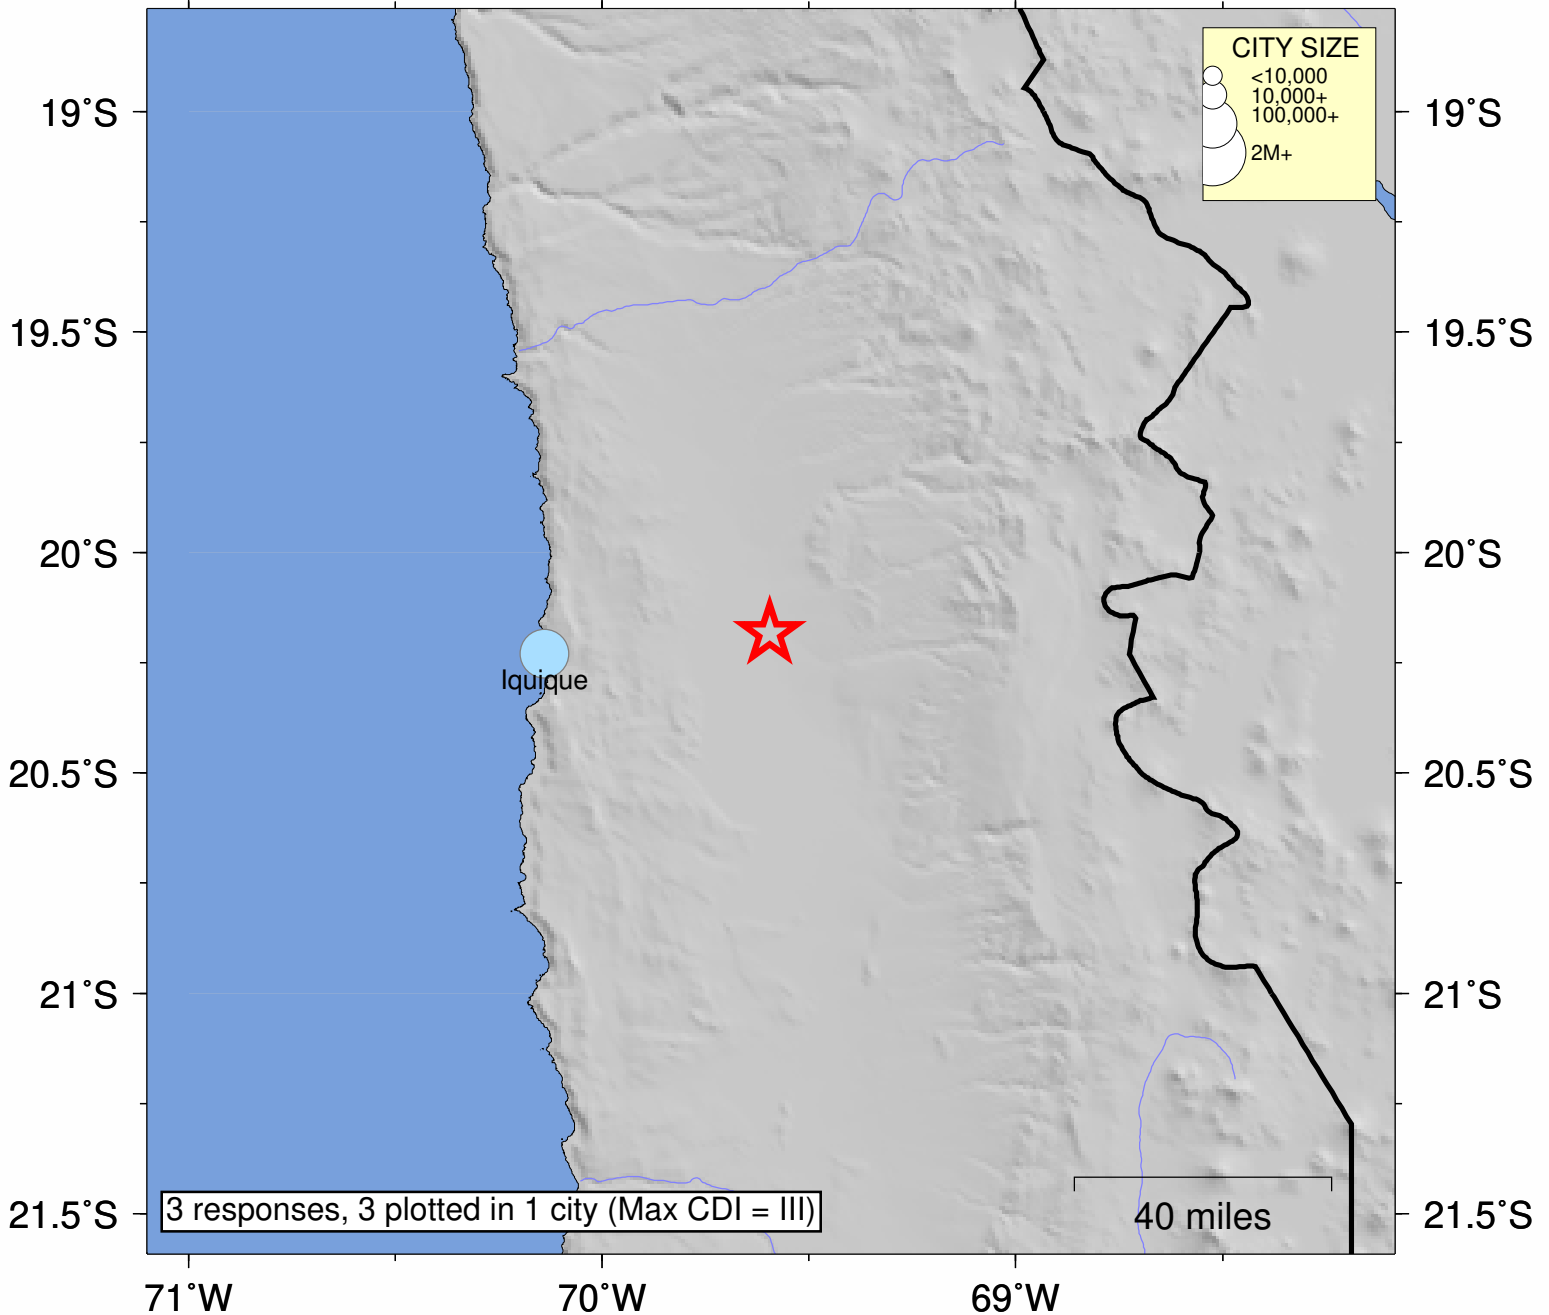 CITY SIZE
<10,000
10,000+
100,000+
2M+
19°S
19°S
19.5°S
19.5°S
20°S
20°S
Iquique
20.5°S
20.5°S
21°S
21°S
3 responses, 3 plotted in 1 city (Max CDI = III)
40 miles
21.5°S
21.5°S
71°W
70°W
69°W